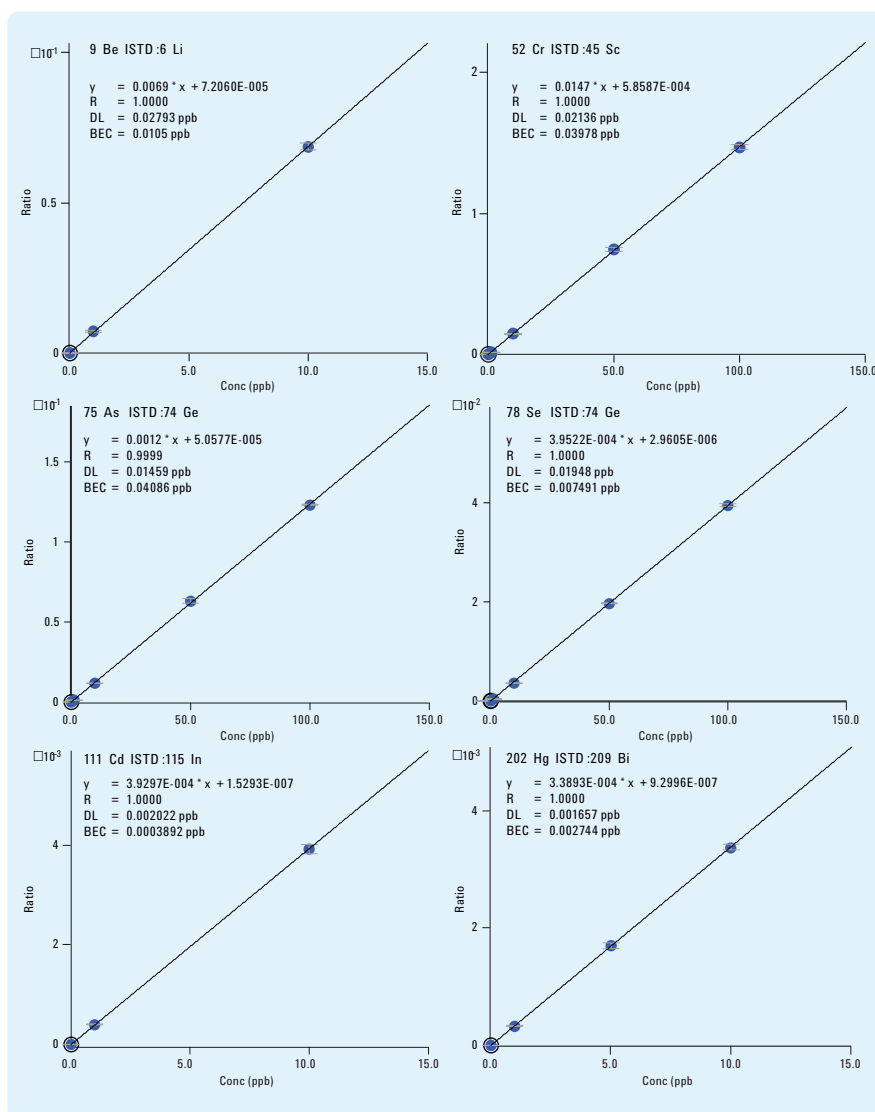 9 Be ISTD :6 Li
y = 0.0069 * x + 7.2060E-005
R = 1.0000
DL = 0.02793 ppb
BEC = 0.0105 ppb
□10-1
0.5
0
Ratio
0.0 5.0 10.0 15.0
Conc (ppb)
52 Cr ISTD :45 Sc
y = 0.0147 * x + 5.8587E-004
R = 1.0000
DL = 0.02136 ppb
BEC = 0.03978 ppb
2
1
0
Ratio
0.0 50.0 100.0 150.0
Conc (ppb)
□10-1
75 As ISTD :74 Ge
y = 0.0012 * x + 5.0577E-005
R = 0.9999
DL = 0.01459 ppb
BEC = 0.04086 ppb
1.5
1
0.5
0
Ratio
0.0 50.0 100.0 150.0
Conc (ppb)
□10-2
78 Se ISTD :74 Ge
y = 3.9522E-004 * x + 2.9605E-006
R = 1.0000
DL = 0.01948 ppb
BEC = 0.007491 ppb
4
2
0
Ratio
0.0 50.0 100.0 150.0
Conc (ppb)
□10-3
111 Cd ISTD :115 In
y = 3.9297E-004 * x + 1.5293E-007
R = 1.0000
DL = 0.002022 ppb
BEC = 0.0003892 ppb
4
2
0
Ratio
0.0 5.0 10.0 15.0
Conc (ppb)
□10-3
202 Hg ISTD :209 Bi
y = 3.3893E-004 * x + 9.2996E-007
R = 1.0000
DL = 0.001657 ppb
BEC = 0.002744 ppb
4
2
0
Ratio
0.0 5.0 10.0 15.0
Conc (ppb